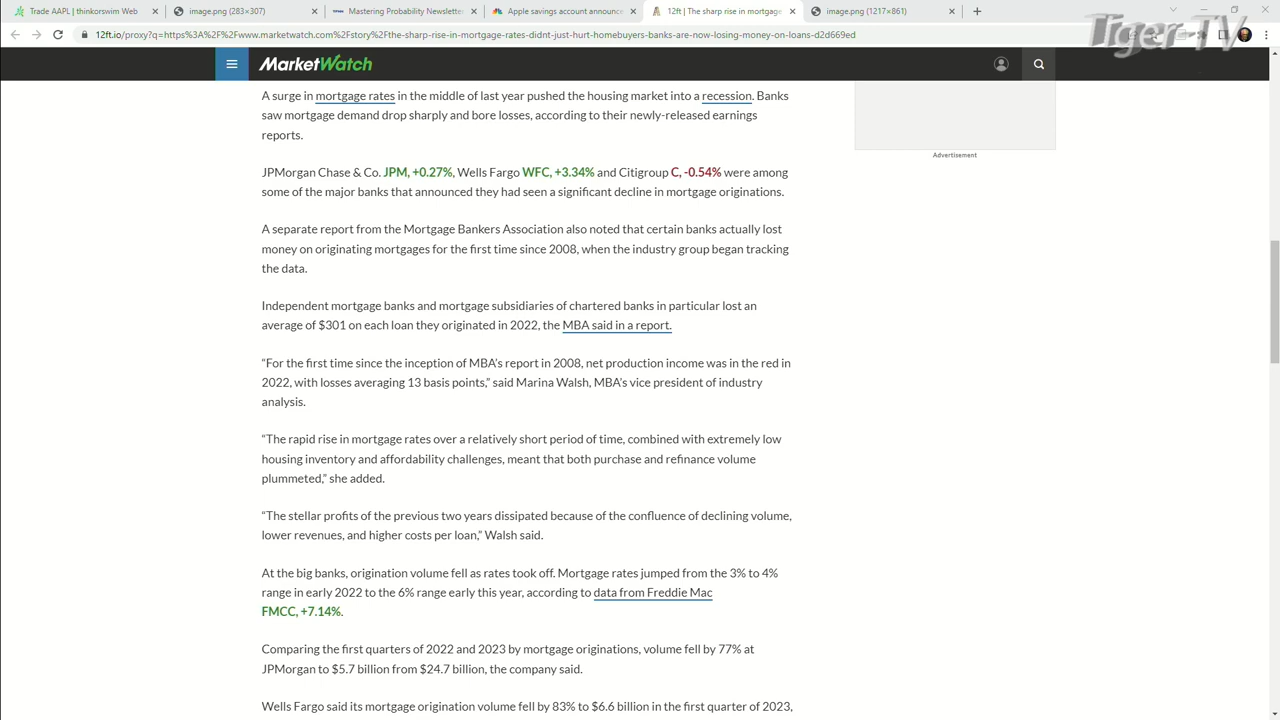 Trade AAPL | thinkorswim Web
image.png (283×307)
Mastering Probability Newsletter
Apple savings account announce
12ft | The sharp rise in mortgage
image.png (1217×861)
Tiger TV
12ft.io/proxy?q=https%3A%2F%2Fwww.marketwatch.com%2Fstory%2Fthe-sharp-rise-in-mortgage-rates-didnt-just-hurt-homebuyers-banks-are-now-losing-money-on-loans-d2d669ed
MarketWatch
A surge in mortgage rates in the middle of last year pushed the housing market into a recession. Banks
saw mortgage demand drop sharply and bore losses, according to their newly-released earnings
reports.
Advertisement
JPMorgan Chase & Co. JPM, +0.27%, Wells Fargo WFC, +3.34% and Citigroup C, -0.54% were among
some of the major banks that announced they had seen a significant decline in mortgage originations.
A separate report from the Mortgage Bankers Association also noted that certain banks actually lost
money on originating mortgages for the first time since 2008, when the industry group began tracking
the data.
Independent mortgage banks and mortgage subsidiaries of chartered banks in particular lost an
average of $301 on each loan they originated in 2022, the MBA said in a report.
“For the first time since the inception of MBA’s report in 2008, net production income was in the red in
2022, with losses averaging 13 basis points,” said Marina Walsh, MBA’s vice president of industry
analysis.
“The rapid rise in mortgage rates over a relatively short period of time, combined with extremely low
housing inventory and affordability challenges, meant that both purchase and refinance volume
plummeted,” she added.
“The stellar profits of the previous two years dissipated because of the confluence of declining volume,
lower revenues, and higher costs per loan,” Walsh said.
At the big banks, origination volume fell as rates took off. Mortgage rates jumped from the 3% to 4%
range in early 2022 to the 6% range early this year, according to data from Freddie Mac
FMCC, +7.14%.
Comparing the first quarters of 2022 and 2023 by mortgage originations, volume fell by 77% at
JPMorgan to $5.7 billion from $24.7 billion, the company said.
Wells Fargo said its mortgage origination volume fell by 83% to $6.6 billion in the first quarter of 2023,